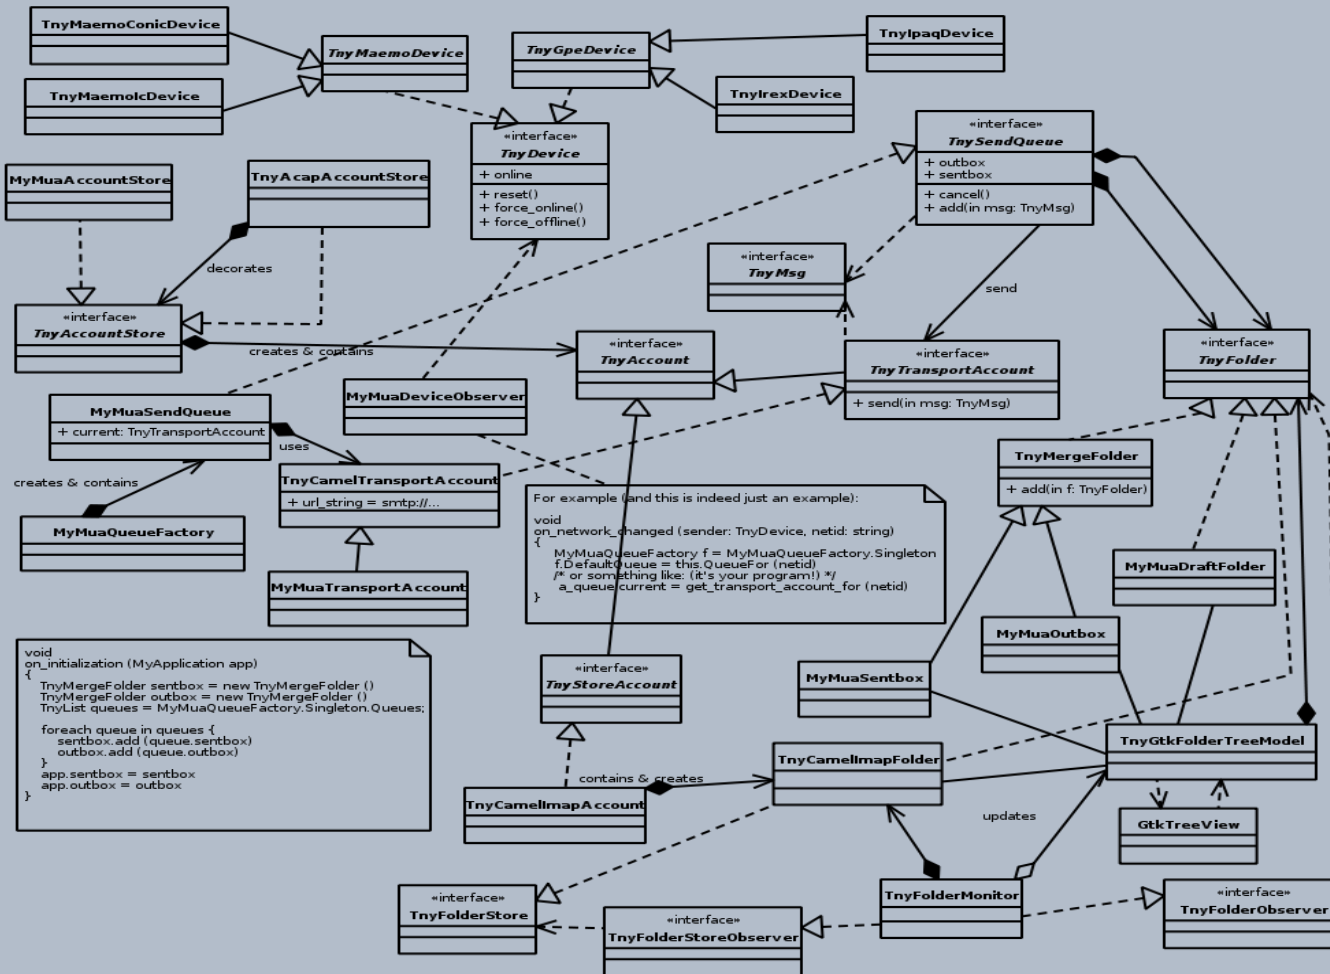 TnyMaemoConicDevice
TnyMaemoDevice
TnyGpeDevice
TnyIpaqDevice
TnyMaemoIcDevice
TnyIrexDevice
«interface»
TnyDevice
+ online
+ reset()
+ force_online()
+ force_offline()
«interface»
TnySendQueue
+ outbox
+ sentbox
+ cancel()
+ add(in msg: TnyMsg)
MyMuaAccountStore
TnyAcapAccountStore
decorates
«interface»
TnyMsg
send
«interface»
TnyAccountStore
creates & contains
«interface»
TnyAccount
«interface»
TnyTransportAccount
+ send(in msg: TnyMsg)
«interface»
TnyFolder
MyMuaSendQueue
+ current: TnyTransportAccount
MyMuaDeviceObserver
uses
TnyMergeFolder
+ add(in f: TnyFolder)
creates & contains
TnyCamelTransportAccount
+ url_string = smtp://...
MyMuaQueueFactory
For example (and this is indeed just an example):
void
on_network_changed (sender: TnyDevice, netid: string)
{
MyMuaQueueFactory f = MyMuaQueueFactory.Singleton
f.DefaultQueue = this.QueueFor (netid)
/* or something like: (it's your program!) */
a_queue.current = get_transport_account_for (netid)
}
MyMuaDraftFolder
MyMuaTransportAccount
MyMuaOutbox
void
on_initialization (MyApplication app)
{
TnyMergeFolder sentbox = new TnyMergeFolder ()
TnyMergeFolder outbox = new TnyMergeFolder ()
TnyList queues = MyMuaQueueFactory.Singleton.Queues;
foreach queue in queues {
sentbox.add (queue.sentbox)
outbox.add (queue.outbox)
}
app.sentbox = sentbox
app.outbox = outbox
}
«interface»
TnyStoreAccount
MyMuaSentbox
TnyGtkFolderTreeModel
TnyCamelImapFolder
contains & creates
TnyCamelImapAccount
updates
GtkTreeView
«interface»
TnyFolderStore
«interface»
TnyFolderStoreObserver
TnyFolderMonitor
«interface»
TnyFolderObserver